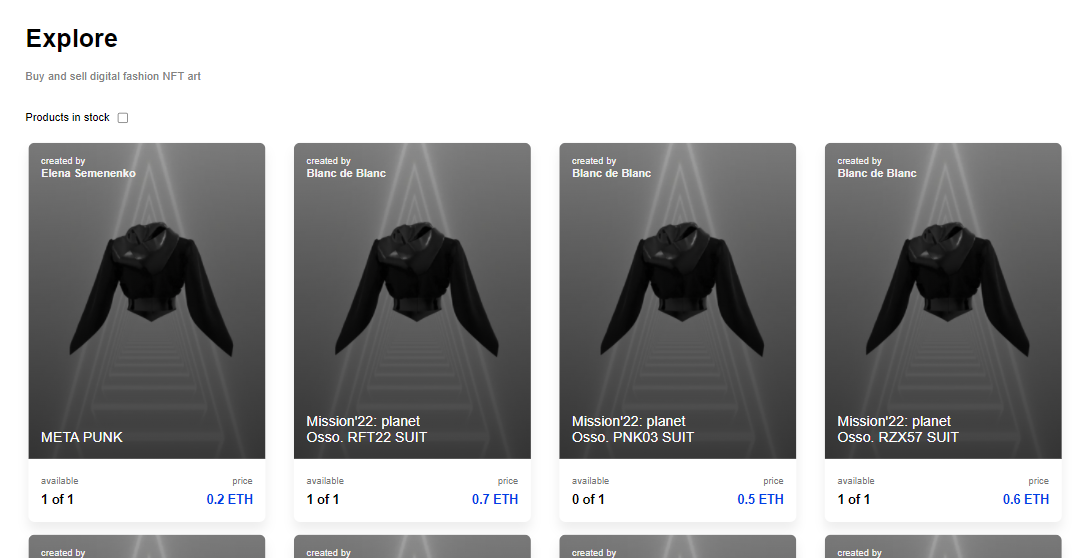 Explore
Buy and sell digital fashion NFT art
Products in stock
created by
Elena Semenenko
META PUNK
available
price
1 of 1
0.2 ETH
created by
Blanc de Blanc
Mission'22: planet
Osso. RFT22 SUIT
available
price
1 of 1
0.7 ETH
created by
Blanc de Blanc
Mission'22: planet
Osso. PNK03 SUIT
available
price
0 of 1
0.5 ETH
created by
Blanc de Blanc
Mission'22: planet
Osso. RZX57 SUIT
available
price
1 of 1
0.6 ETH
created by
created by
created by
created by